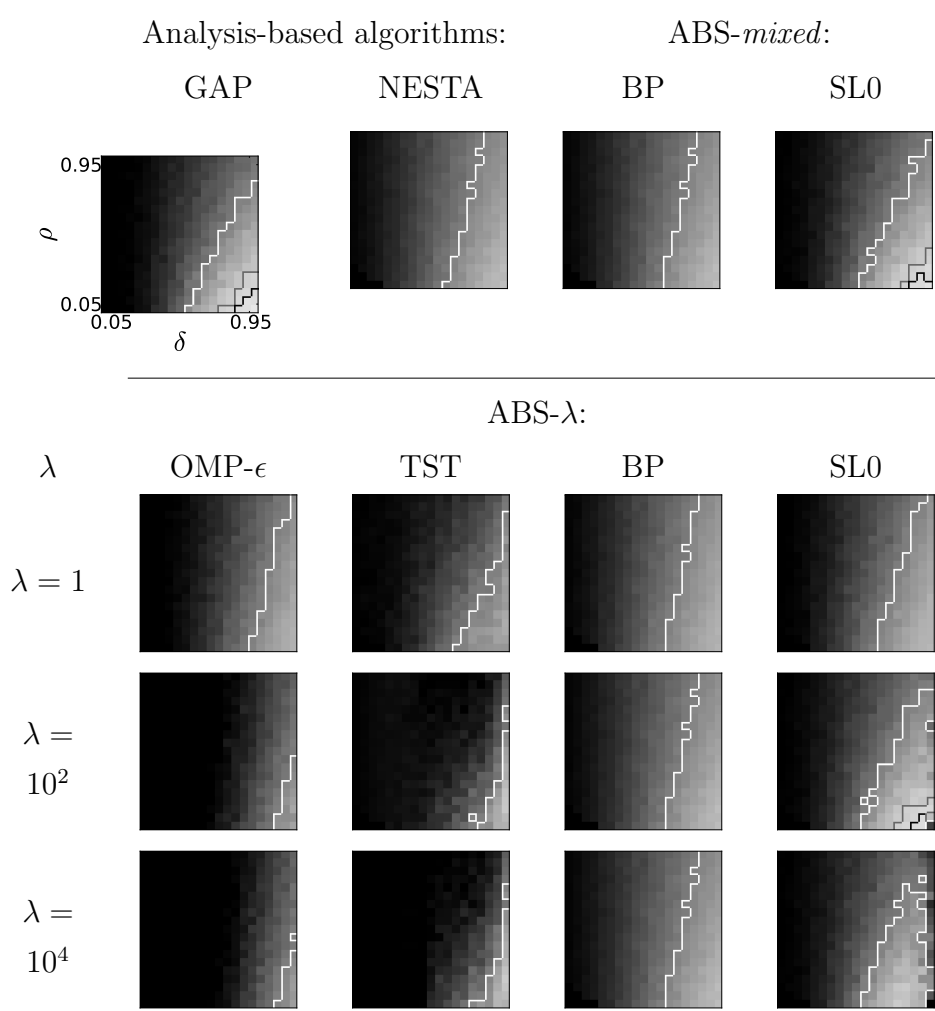 Analysis-based algorithms: ABS-mixed:
GAP NESTA BP SL0
0.95
ρ
0.05
0.05 0.95
δ
ABS-λ:
λ OMP-ϵ TST BP SL0
λ = 1
λ =
10²
λ =
10⁴